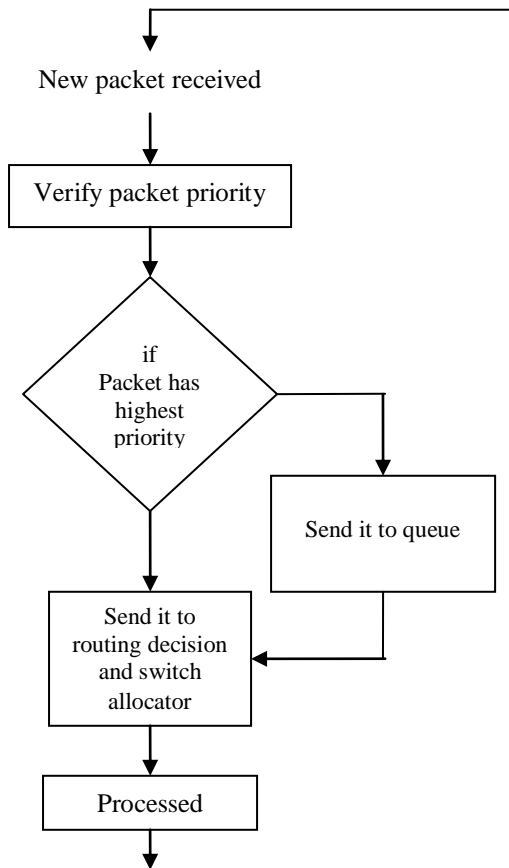 New packet received
Verify packet priority
if
Packet has
highest
priority
Send it to queue
Send it to
routing decision
and switch
allocator
Processed